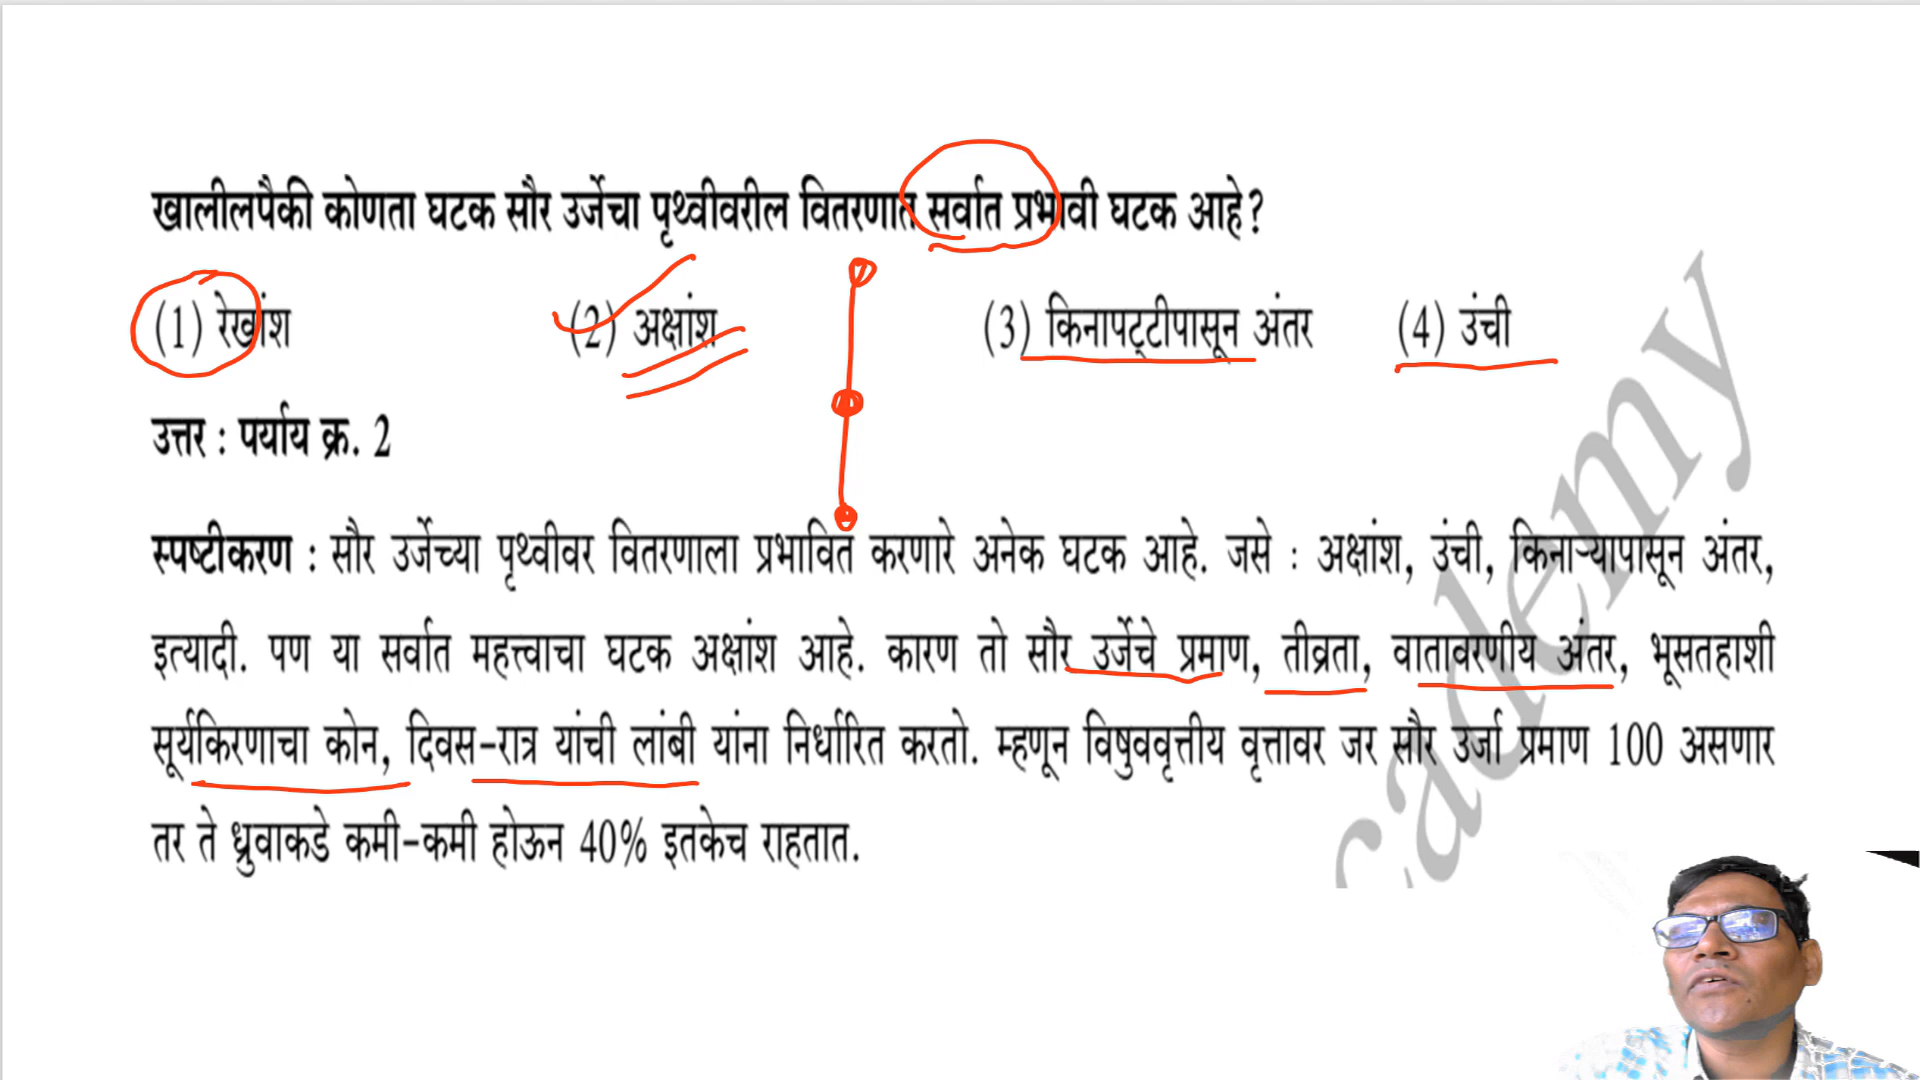 खालीलपैकी कोणता घटक सौर उर्जेचा पृथ्वीवरील वितरणात सर्वात प्रभावी घटक आहे?
(1) रेखांश (2) अक्षांश (3) किनापट्टीपासून अंतर (4) उंची
उत्तर : पर्याय क्र. 2
स्पष्टीकरण : सौर उर्जेच्या पृथ्वीवर वितरणाला प्रभावित करणारे अनेक घटक आहे. जसे : अक्षांश, उंची, किनाऱ्यापासून अंतर,
इत्यादी. पण या सर्वात महत्त्वाचा घटक अक्षांश आहे. कारण तो सौर उर्जेचे प्रमाण, तीव्रता, वातावरणीय अंतर, भूसतहाशी
सूर्यकिरणाचा कोन, दिवस-रात्र यांची लांबी यांना निर्धारित करतो. म्हणून विषुववृत्तीय वृत्तावर जर सौर उर्जा प्रमाण 100 असणार
तर ते ध्रुवाकडे कमी-कमी होऊन 40% इतकेच राहतात.
cademy